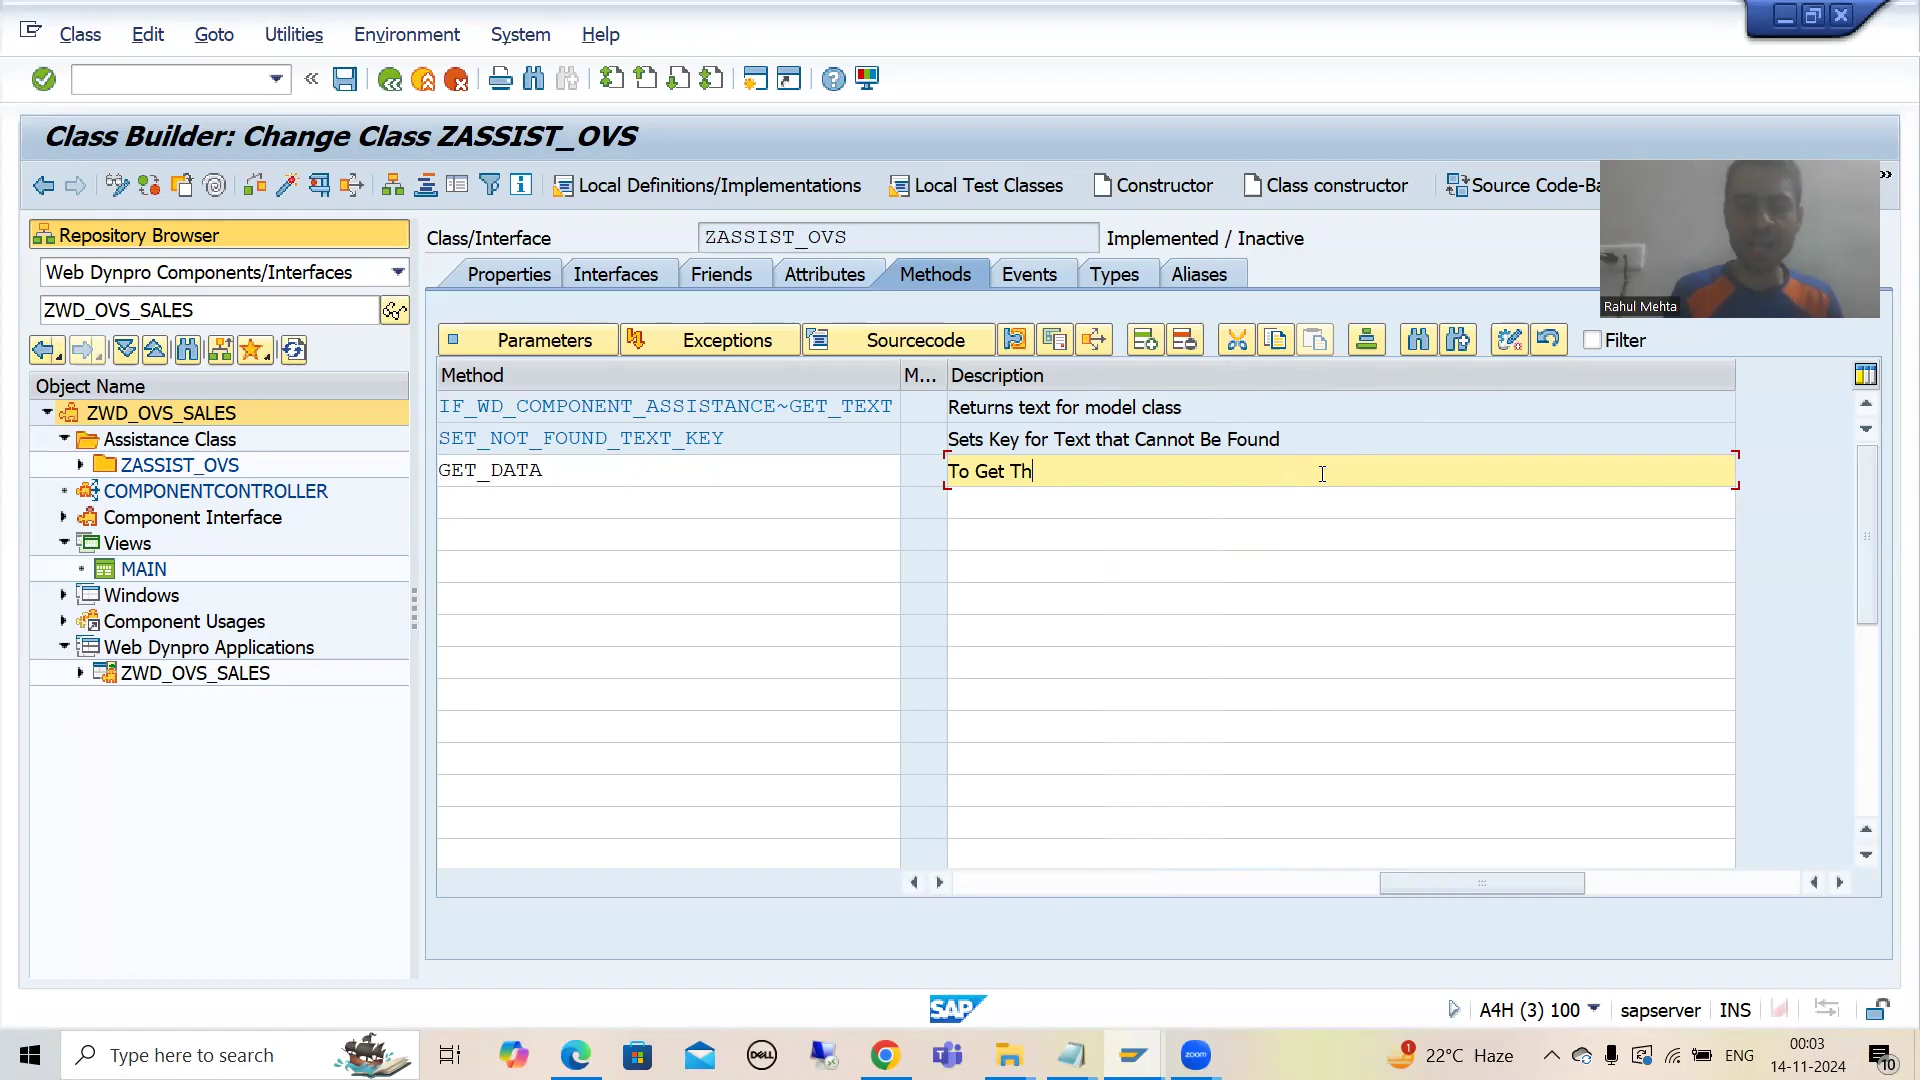 Class Edit Goto Utilities Environment System Help
Class Builder: Change Class ZASSIST_OVS
Local Definitions/Implementations Local Test Classes Constructor Class constructor Source Code-Ba
Rahul Mehta
Repository Browser
Web Dynpro Components/Interfaces
ZWD_OVS_SALES
Object Name
ZWD_OVS_SALES
Assistance Class
ZASSIST_OVS
COMPONENTCONTROLLER
Component Interface
Views
MAIN
Windows
Component Usages
Web Dynpro Applications
ZWD_OVS_SALES
Class/Interface ZASSIST_OVS Implemented / Inactive
Properties Interfaces Friends Attributes Methods Events Types Aliases
Parameters Exceptions Sourcecode Filter
Method M... Description
IF_WD_COMPONENT_ASSISTANCE~GET_TEXT Returns text for model class
SET_NOT_FOUND_TEXT_KEY Sets Key for Text that Cannot Be Found
GET_DATA To Get Th
SAP
A4H (3) 100 sapserver INS
Type here to search
DELL
zoom
1
22°C Haze
ENG
00:03
14-11-2024
10